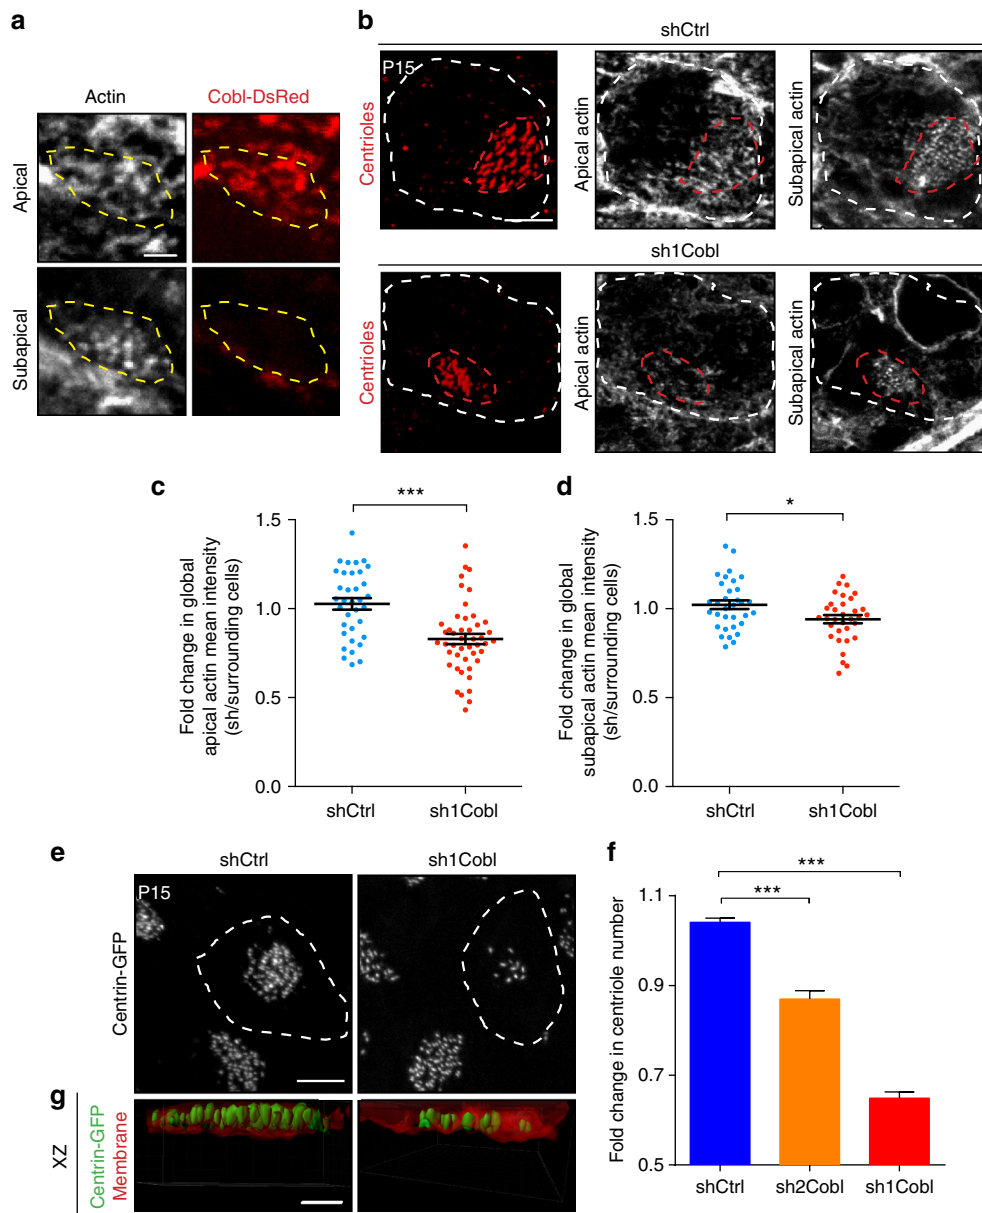 a
Actin
Cobl-DsRed
Apical
Subapical
b
shCtrl
P15
Centrioles
Apical actin
Subapical actin
sh1Cobl
Centrioles
Apical actin
Subapical actin
c
***
Fold change in global
apical actin mean intensity
(sh/surrounding cells)
1.5
1.0
0.5
0.0
shCtrl
sh1Cobl
d
*
Fold change in global
subapical actin mean intensity
(sh/surrounding cells)
1.5
1.0
0.5
0.0
shCtrl
sh1Cobl
e
shCtrl
sh1Cobl
P15
Centrin-GFP
f
***
***
Fold change in centriole number
1.1
0.9
0.7
0.5
shCtrl
sh2Cobl
sh1Cobl
g
XZ
Centrin-GFP
Membrane